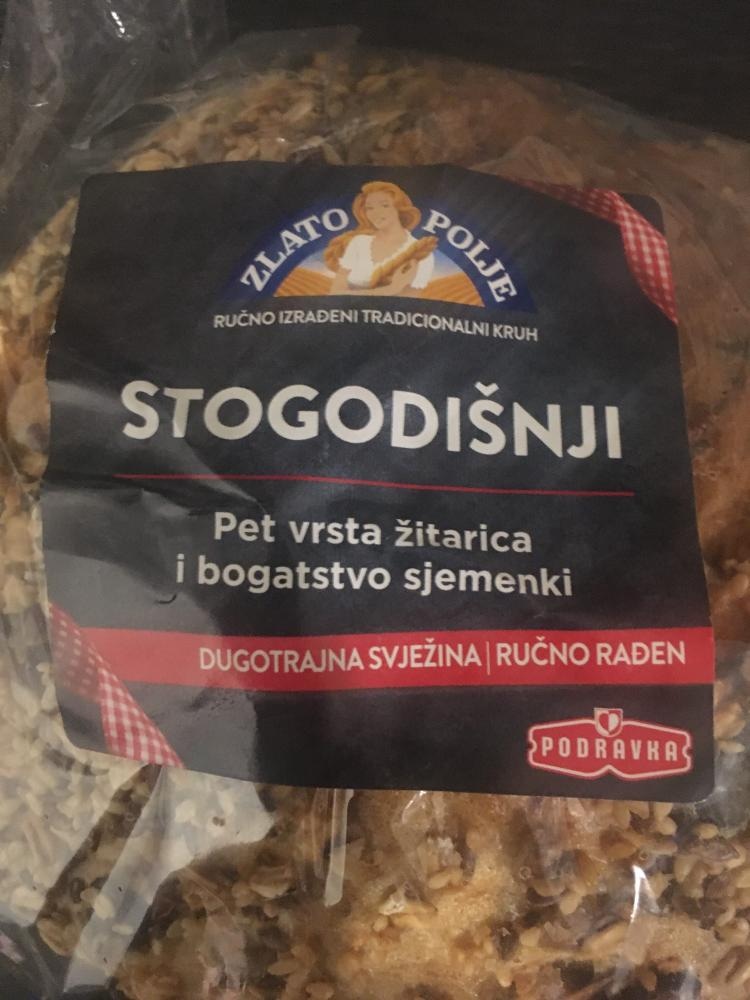 ZLATO POLJE
RUČNO IZRAĐENI TRADICIONALNI KRUH
STOGODIŠNJI
Pet vrsta žitarica
i bogatstvo sjemenki
DUGOTRAJNA SVJEŽINA | RUČNO RAĐEN
PODRAVKA